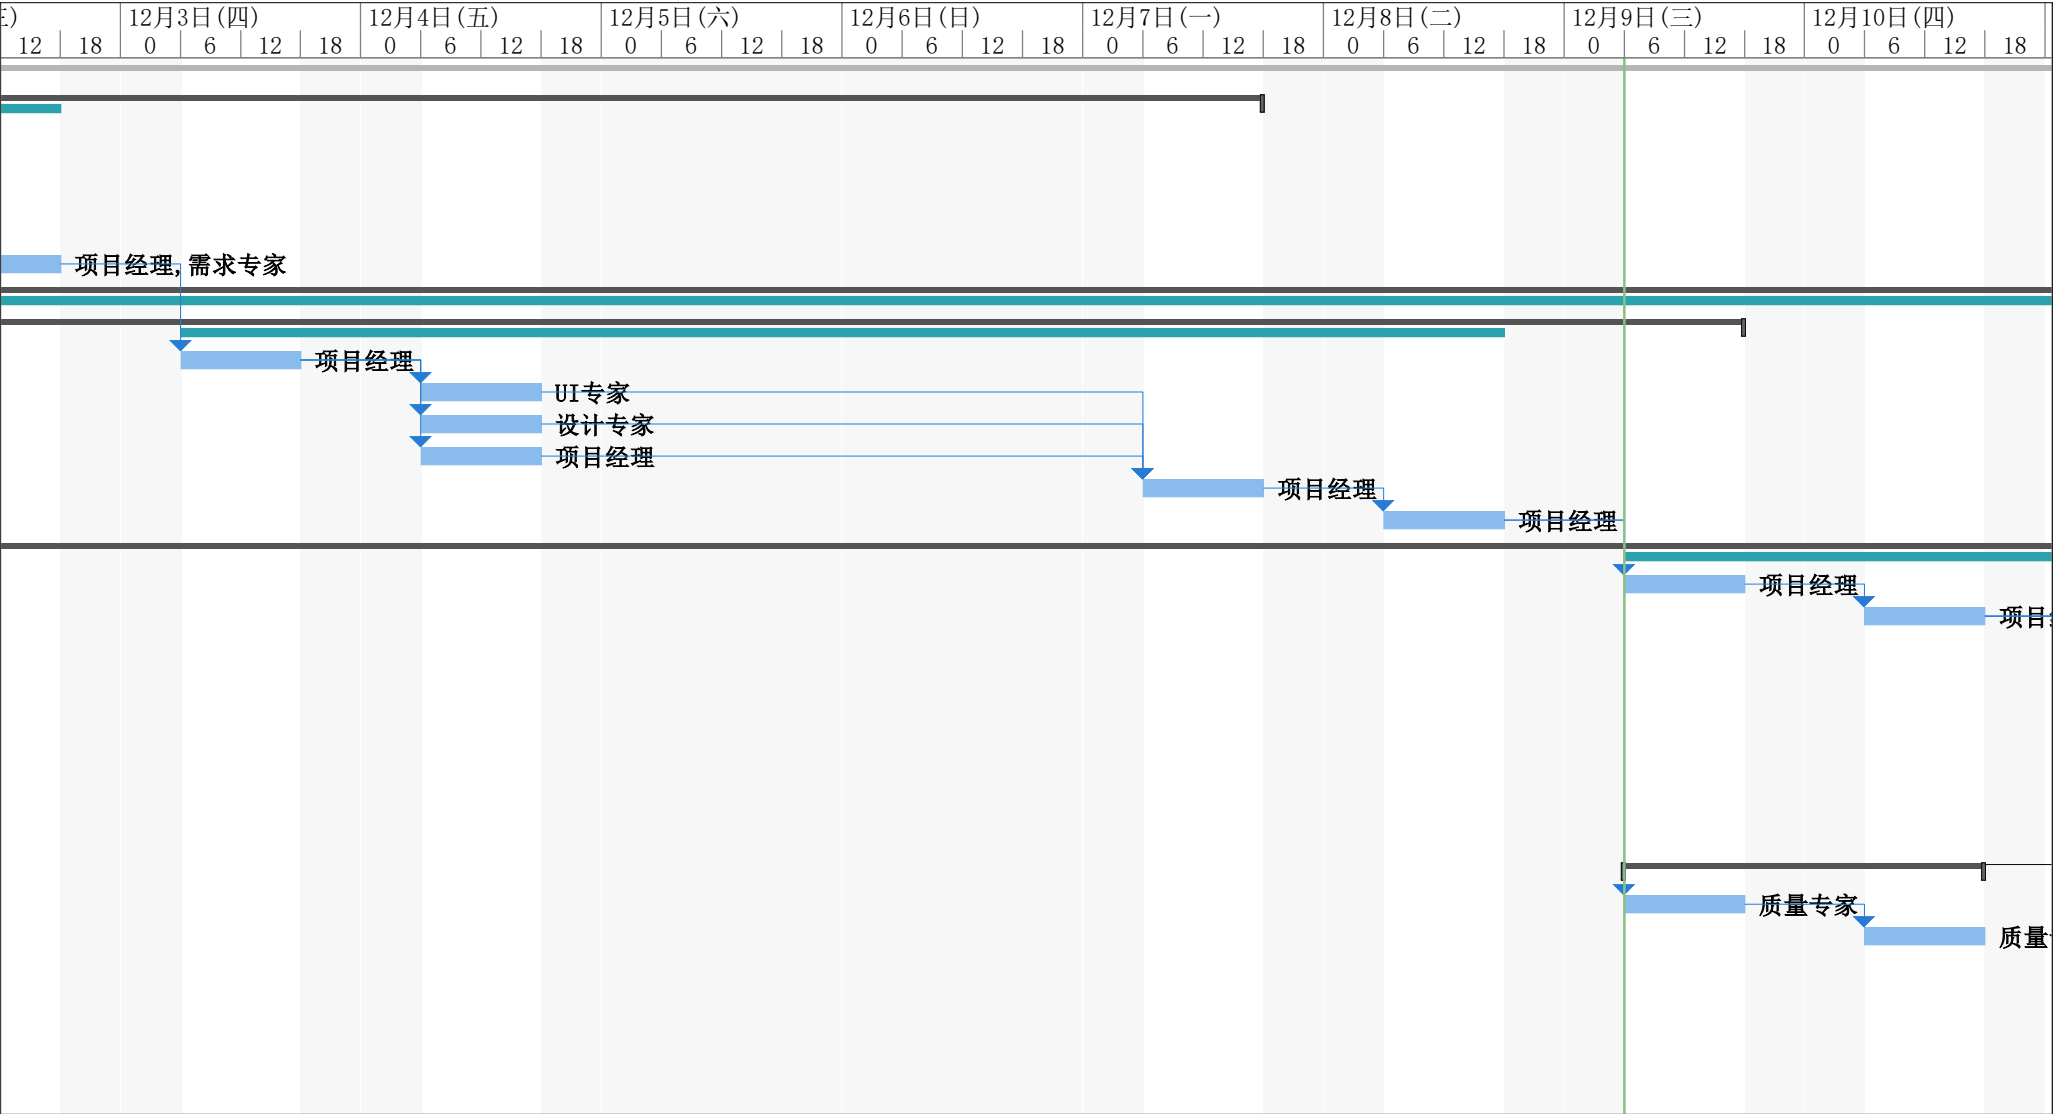 12月3日(四) 12月4日(五) 12月5日(六) 12月6日(日) 12月7日(一) 12月8日(二) 12月9日(三) 12月10日(四)
12 18 0 6 12 18 0 6 12 18 0 6 12 18 0 6 12 18 0 6 12 18 0 6 12 18 0 6 12 18 0 6 12 18
项目经理,需求专家
项目经理
UI专家
设计专家
项目经理
项目经理
项目经理
项目经理
项目
质量专家
质量